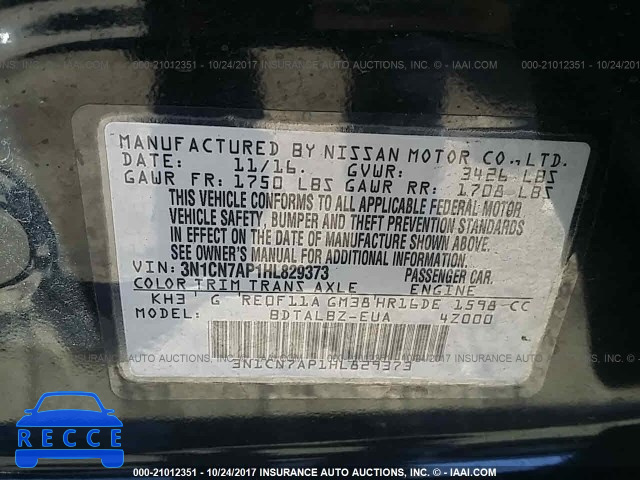 000-21012351 - 10/24/2017 INSURANCE AUTO AUCTIONS - IAAI.COM
MANUFACTURED BY NISSAN MOTOR CO., LTD.
DATE: 11/16. GVWR: 3426 LBS
GAWR FR: 1750 LBS GAWR RR: 1708 LBS
THIS VEHICLE CONFORMS TO ALL APPLICABLE FEDERAL MOTOR
VEHICLE SAFETY, BUMPER AND THEFT PREVENTION STANDARDS
IN EFFECT ON THE DATE OF MANUFACTURE SHOWN ABOVE.
SEE OWNER'S MANUAL FOR ADDITIONAL INFORMATION
VIN: 3N1CN7AP1HL829373 PASSENGER CAR.
COLOR TRIM TRANS AXLE ENGINE
KH3 G RE0F11A GM38 HR16DE 1598 CC
MODEL: BDTALBZ-EUA 4Z000
3N1CN7AP1HL829373
000-21012351 - 10/24/2017 INSURANCE AUTO AUCTIONS - IAAI.COM